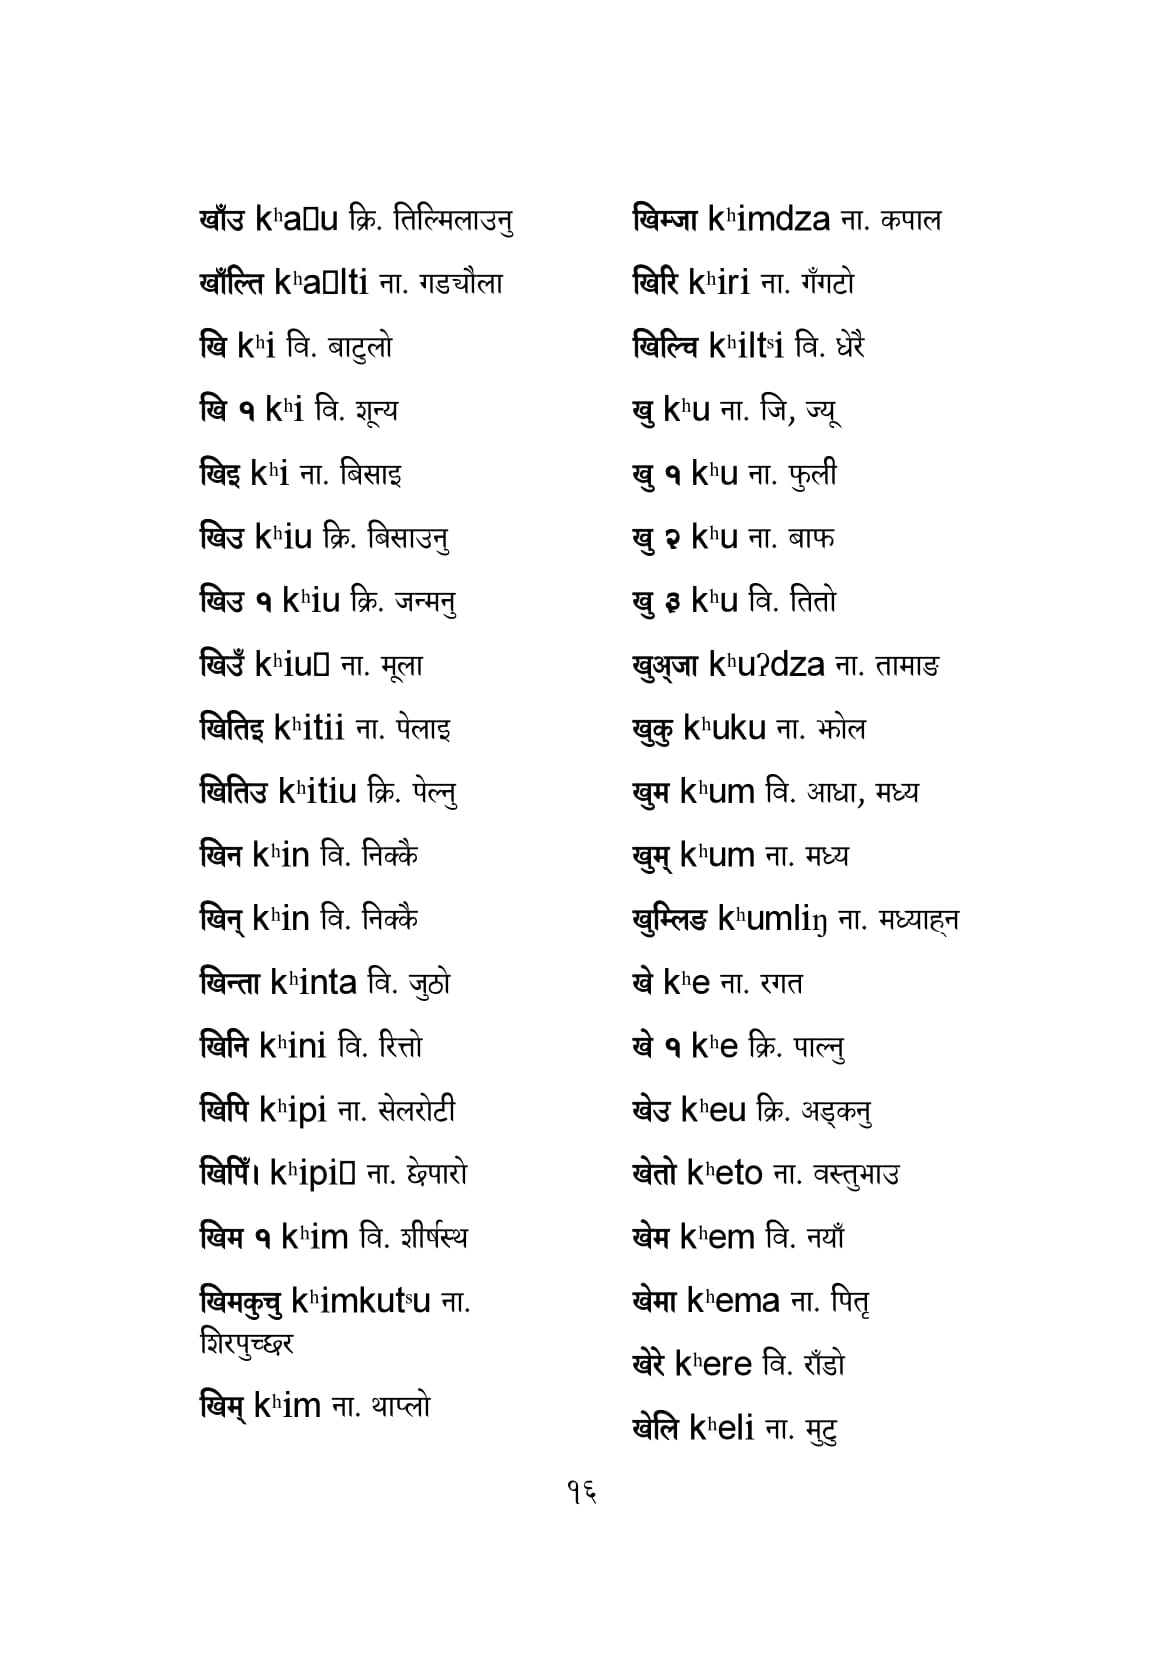 खाँउ kʰa▯u क्रि. तिल्मिलाउनु
खाँल्ति kʰa▯lti ना. गडचौला
खि kʰi वि. बाटुलो
खि १ kʰi वि. शून्य
खिइ kʰi ना. बिसाइ
खिउ kʰiu क्रि. बिसाउनु
खिउ १ kʰiu क्रि. जन्मनु
खिउँ kʰiu▯ ना. मूला
खितिइ kʰitii ना. पेलाइ
खितिउ kʰitiu क्रि. पेल्नु
खिन kʰin वि. निक्कै
खिन् kʰin वि. निक्कै
खिन्ता kʰinta वि. जुठो
खिनि kʰini वि. रित्तो
खिपि kʰipi ना. सेलरोटी
खिपिँ। kʰipi▯ ना. छेपारो
खिम १ kʰim वि. शीर्षस्थ
खिमकुचु kʰimkutˢu ना.
शिरपुच्छर
खिम् kʰim ना. थाप्लो
खिम्जा kʰimdza ना. कपाल
खिरि kʰiri ना. गँगटो
खिल्चि kʰiltˢi वि. धेरै
खु kʰu ना. जि, ज्यू
खु १ kʰu ना. फुली
खु २ kʰu ना. बाफ
खु ३ kʰu वि. तितो
खुअ्जा kʰuʔdza ना. तामाङ
खुकु kʰuku ना. झोल
खुम kʰum वि. आधा, मध्य
खुम् kʰum ना. मध्य
खुम्लिङ kʰumliŋ ना. मध्याह्न
खे kʰe ना. रगत
खे १ kʰe क्रि. पाल्नु
खेउ kʰeu क्रि. अड्कनु
खेतो kʰeto ना. वस्तुभाउ
खेम kʰem वि. नयाँ
खेमा kʰema ना. पितृ
खेरे kʰere वि. राँडो
खेलि kʰeli ना. मुटु
१६